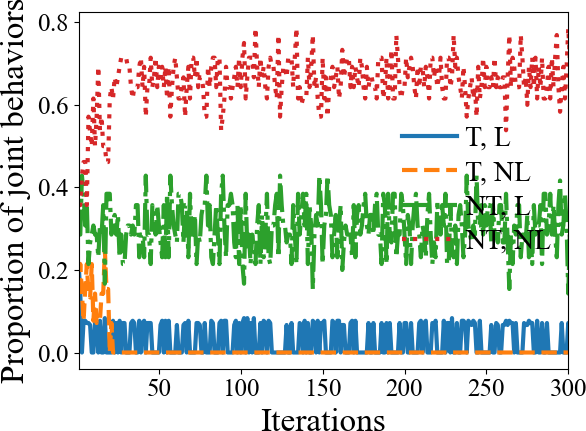 Proportion of joint behaviors
0.8
0.6
0.4
0.2
0.0
T, L
T, NL
NT, L
NT, NL
50 100 150 200 250 300
Iterations